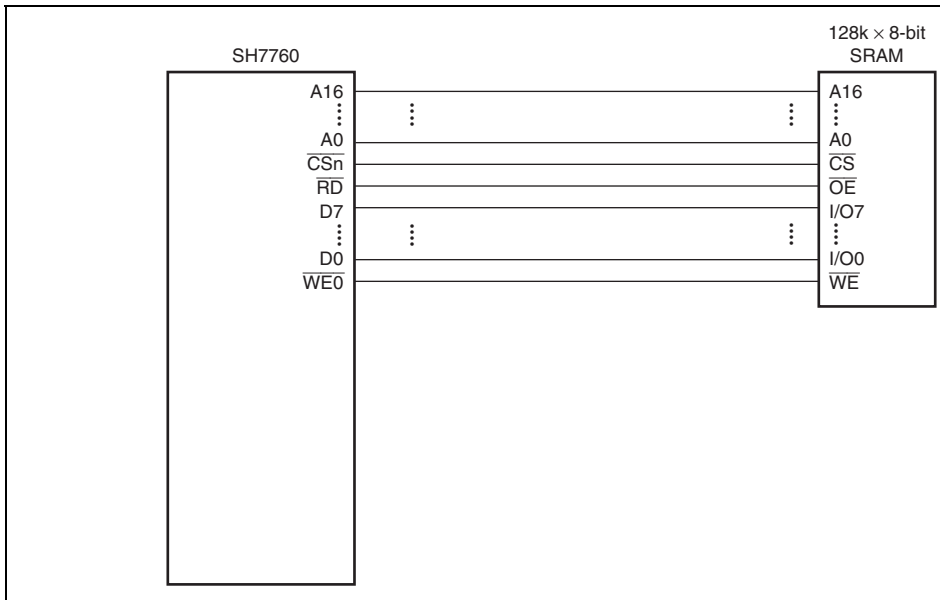 128k × 8-bit
SH7760
SRAM
A16
A16
A0
A0
CSn
CS
RD
OE
D7
I/O7
D0
I/O0
WE0
WE